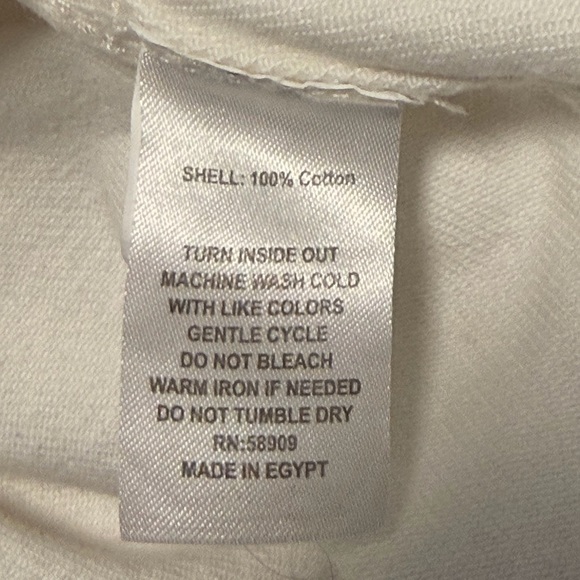 SHELL: 100% Cotton
TURN INSIDE OUT
MACHINE WASH COLD
WITH LIKE COLORS
GENTLE CYCLE
DO NOT BLEACH
WARM IRON IF NEEDED
DO NOT TUMBLE DRY
RN:58909
MADE IN EGYPT